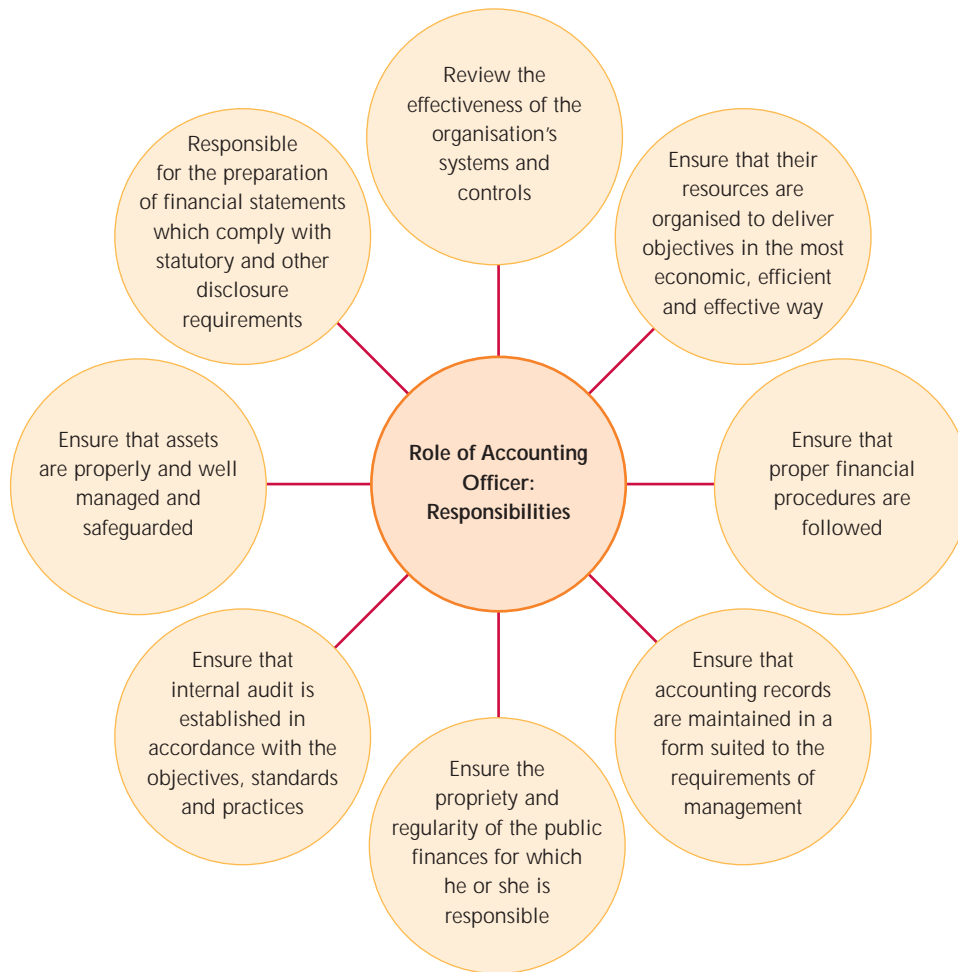 Review the
effectiveness of the
organisation's
systems and
controls
Ensure that their
resources are
organised to deliver
objectives in the most
economic, efficient
and effective way
Ensure that
proper financial
procedures are
followed
Ensure that
accounting records
are maintained in a
form suited to the
requirements of
management
Ensure the
propriety and
regularity of the public
finances for which
he or she is
responsible
Ensure that
internal audit is
established in
accordance with the
objectives, standards
and practices
Ensure that assets
are properly and well
managed and
safeguarded
Responsible
for the preparation
of financial statements
which comply with
statutory and other
disclosure
requirements
Role of Accounting
Officer:
Responsibilities